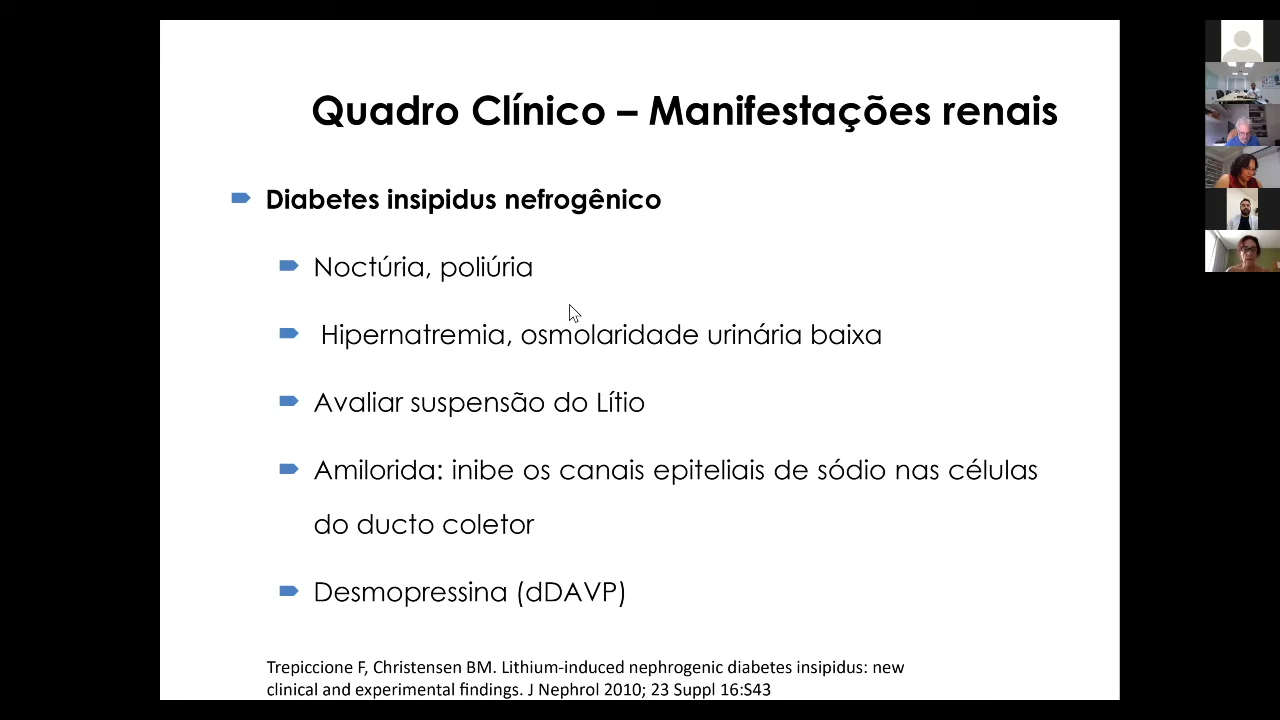 Quadro Clínico – Manifestações renais
Diabetes insipidus nefrogênico
Noctúria, poliúria
Hipernatremia, osmolaridade urinária baixa
Avaliar suspensão do Lítio
Amilorida: inibe os canais epiteliais de sódio nas células
do ducto coletor
Desmopressina (dDAVP)
Trepiccione F, Christensen BM. Lithium-induced nephrogenic diabetes insipidus: new
clinical and experimental findings. J Nephrol 2010; 23 Suppl 16:S43